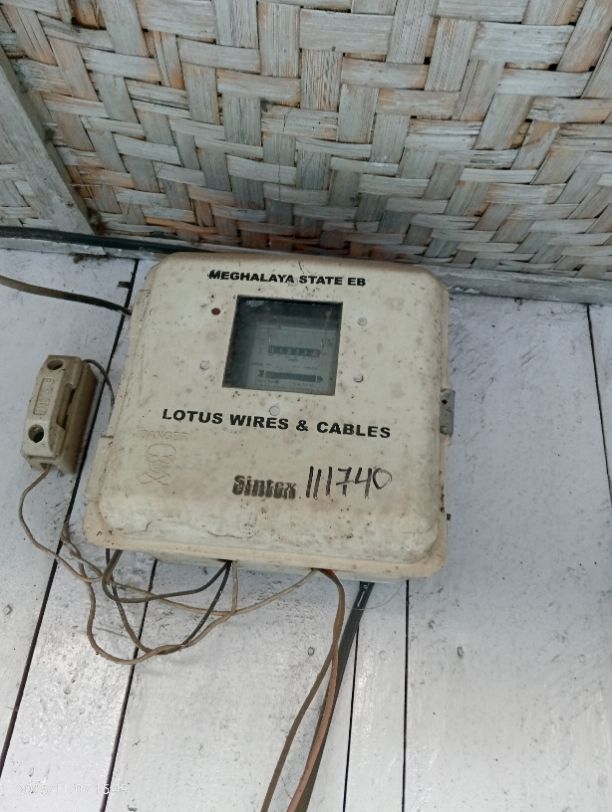 MEGHALAYA STATE EB
LOTUS WIRES & CABLES
DANGER
Sintex 111740